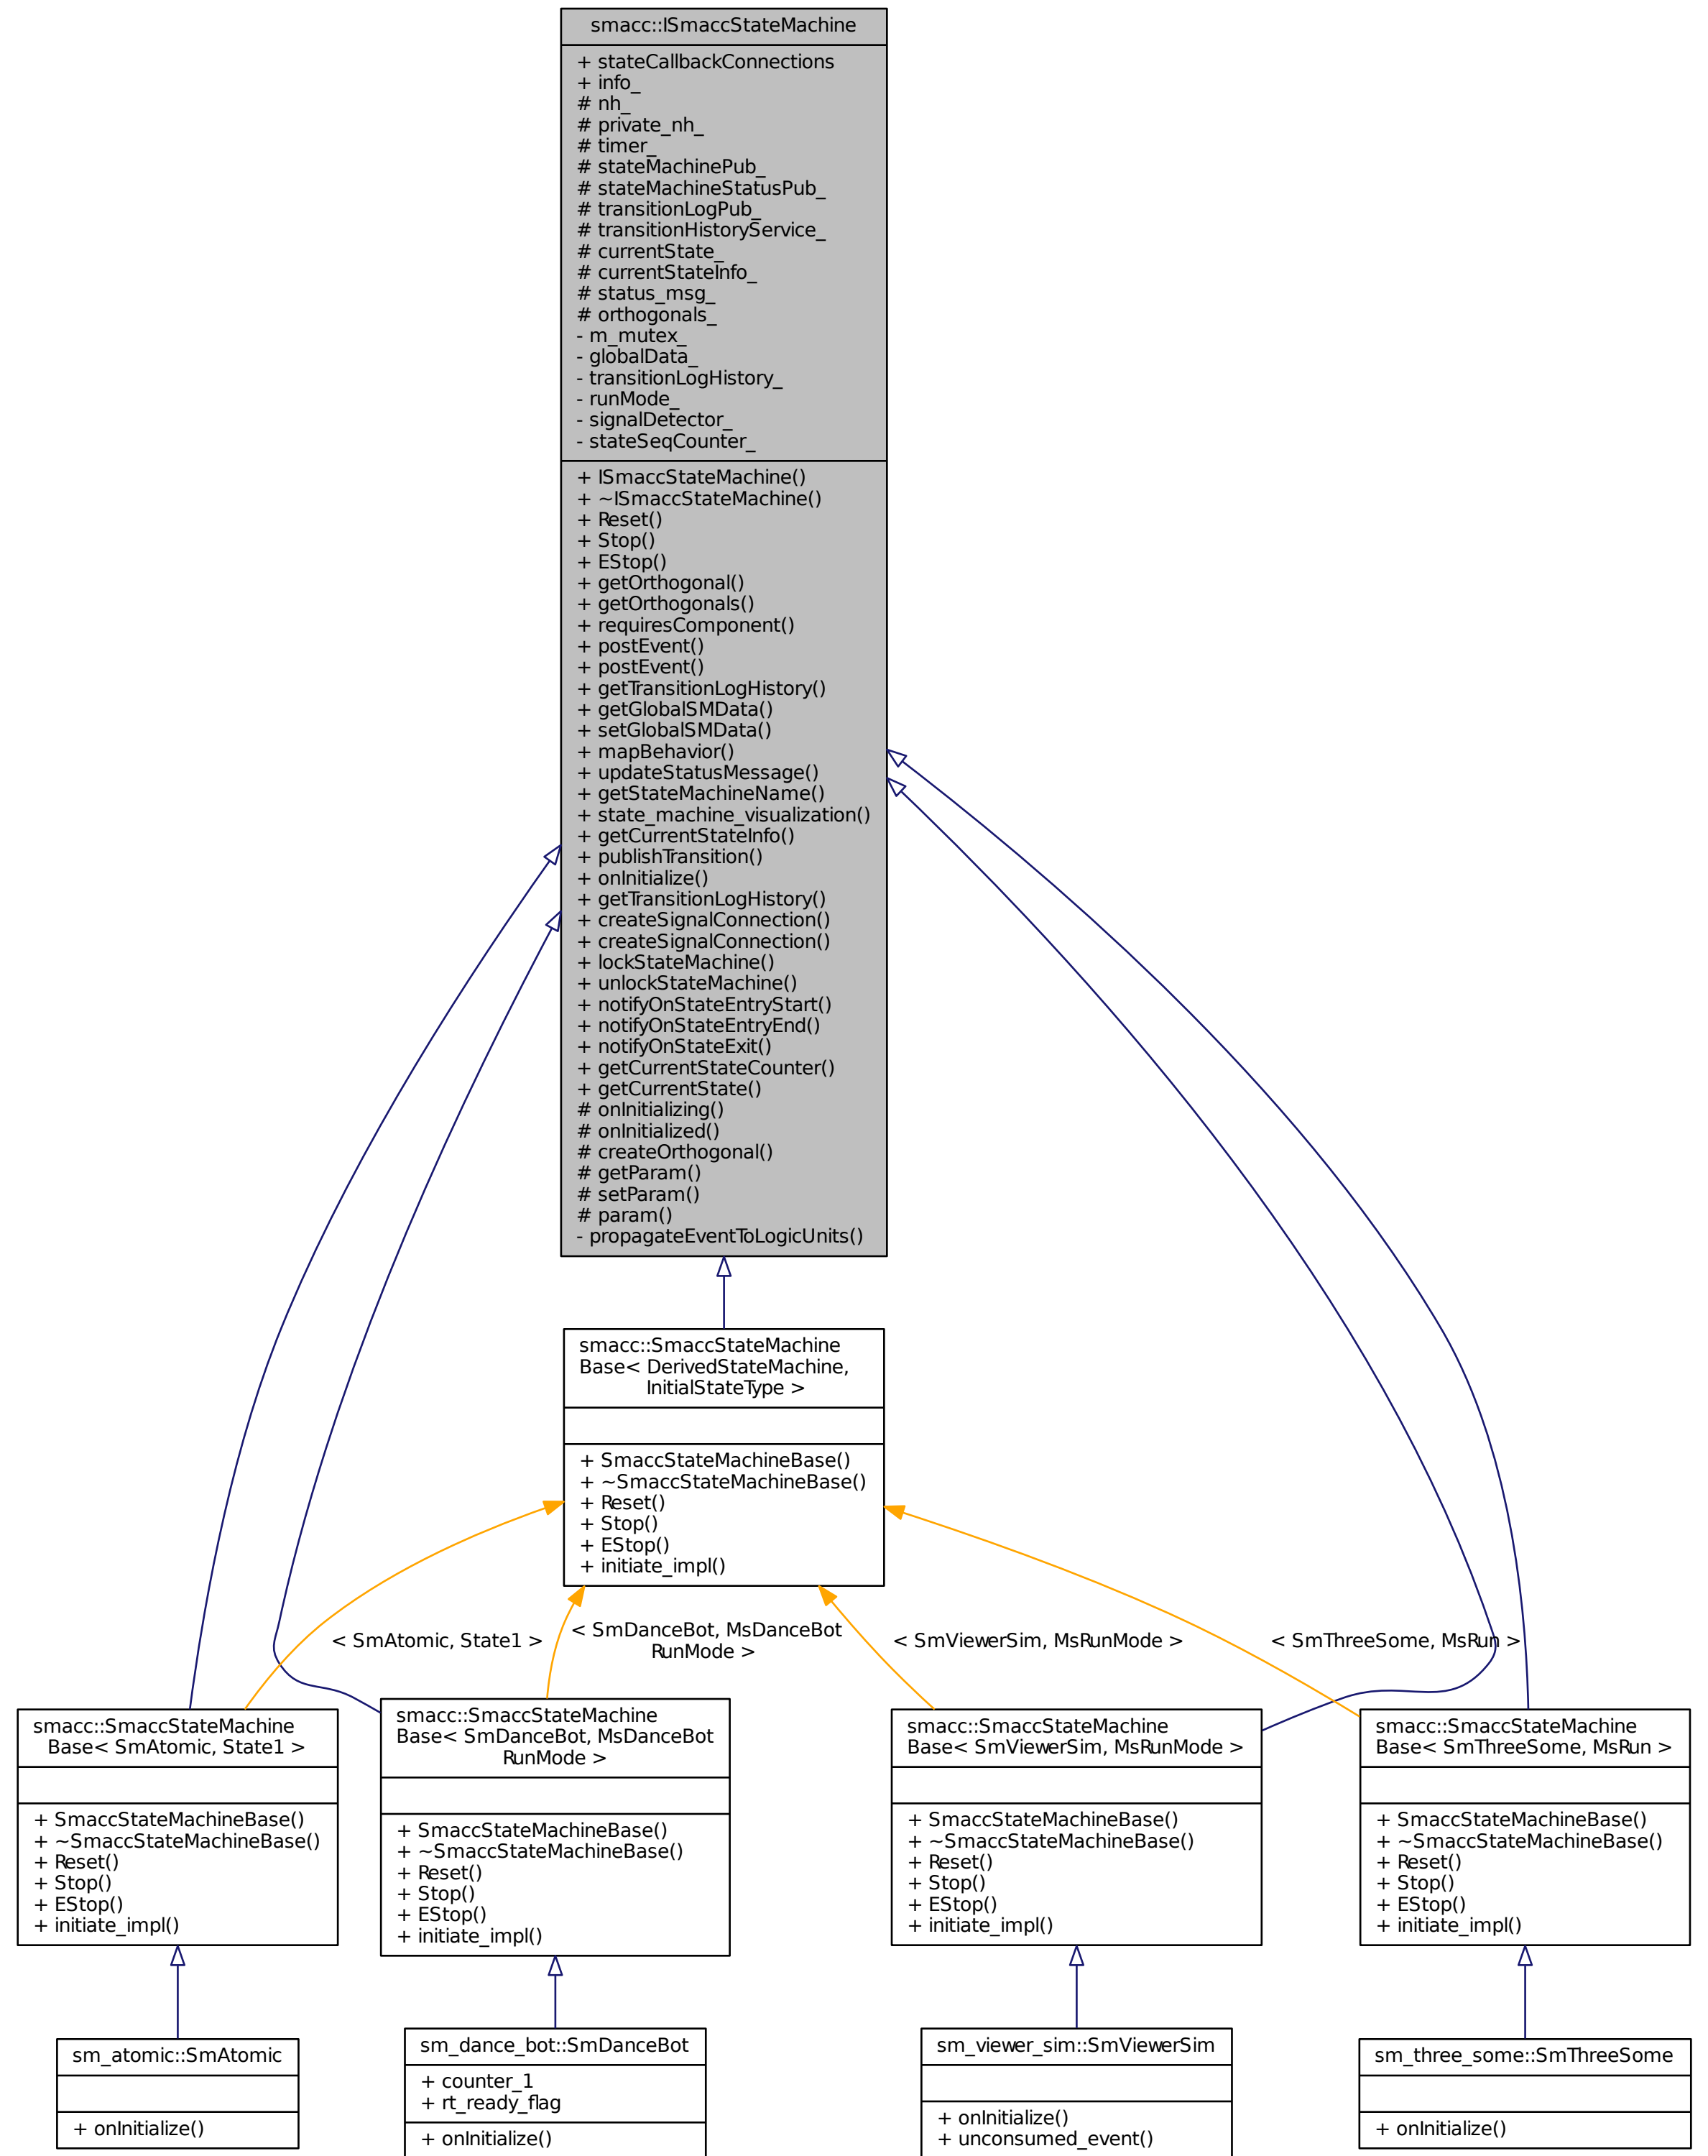 smacc::ISmaccStateMachine
+ stateCallbackConnections
+ info_
# nh_
# private_nh_
# timer_
# stateMachinePub_
# stateMachineStatusPub_
# transitionLogPub_
# transitionHistoryService_
# currentState_
# currentStateInfo_
# status_msg_
# orthogonals_
- m_mutex_
- globalData_
- transitionLogHistory_
- runMode_
- signalDetector_
- stateSeqCounter_
+ ISmaccStateMachine()
+ ~ISmaccStateMachine()
+ Reset()
+ Stop()
+ EStop()
+ getOrthogonal()
+ getOrthogonals()
+ requiresComponent()
+ postEvent()
+ postEvent()
+ getTransitionLogHistory()
+ getGlobalSMData()
+ setGlobalSMData()
+ mapBehavior()
+ updateStatusMessage()
+ getStateMachineName()
+ state_machine_visualization()
+ getCurrentStateInfo()
+ publishTransition()
+ onInitialize()
+ getTransitionLogHistory()
+ createSignalConnection()
+ createSignalConnection()
+ lockStateMachine()
+ unlockStateMachine()
+ notifyOnStateEntryStart()
+ notifyOnStateEntryEnd()
+ notifyOnStateExit()
+ getCurrentStateCounter()
+ getCurrentState()
# onInitializing()
# onInitialized()
# createOrthogonal()
# getParam()
# setParam()
# param()
- propagateEventToLogicUnits()
smacc::SmaccStateMachine
Base< DerivedStateMachine,
InitialStateType >
+ SmaccStateMachineBase()
+ ~SmaccStateMachineBase()
+ Reset()
+ Stop()
+ EStop()
+ initiate_impl()
< SmAtomic, State1 >
< SmDanceBot, MsDanceBot
RunMode >
< SmViewerSim, MsRunMode >
< SmThreeSome, MsRun >
smacc::SmaccStateMachine
Base< SmAtomic, State1 >
+ SmaccStateMachineBase()
+ ~SmaccStateMachineBase()
+ Reset()
+ Stop()
+ EStop()
+ initiate_impl()
smacc::SmaccStateMachine
Base< SmDanceBot, MsDanceBot
RunMode >
+ SmaccStateMachineBase()
+ ~SmaccStateMachineBase()
+ Reset()
+ Stop()
+ EStop()
+ initiate_impl()
smacc::SmaccStateMachine
Base< SmViewerSim, MsRunMode >
+ SmaccStateMachineBase()
+ ~SmaccStateMachineBase()
+ Reset()
+ Stop()
+ EStop()
+ initiate_impl()
smacc::SmaccStateMachine
Base< SmThreeSome, MsRun >
+ SmaccStateMachineBase()
+ ~SmaccStateMachineBase()
+ Reset()
+ Stop()
+ EStop()
+ initiate_impl()
sm_atomic::SmAtomic
+ onInitialize()
sm_dance_bot::SmDanceBot
+ counter_1
+ rt_ready_flag
+ onInitialize()
sm_viewer_sim::SmViewerSim
+ onInitialize()
+ unconsumed_event()
sm_three_some::SmThreeSome
+ onInitialize()